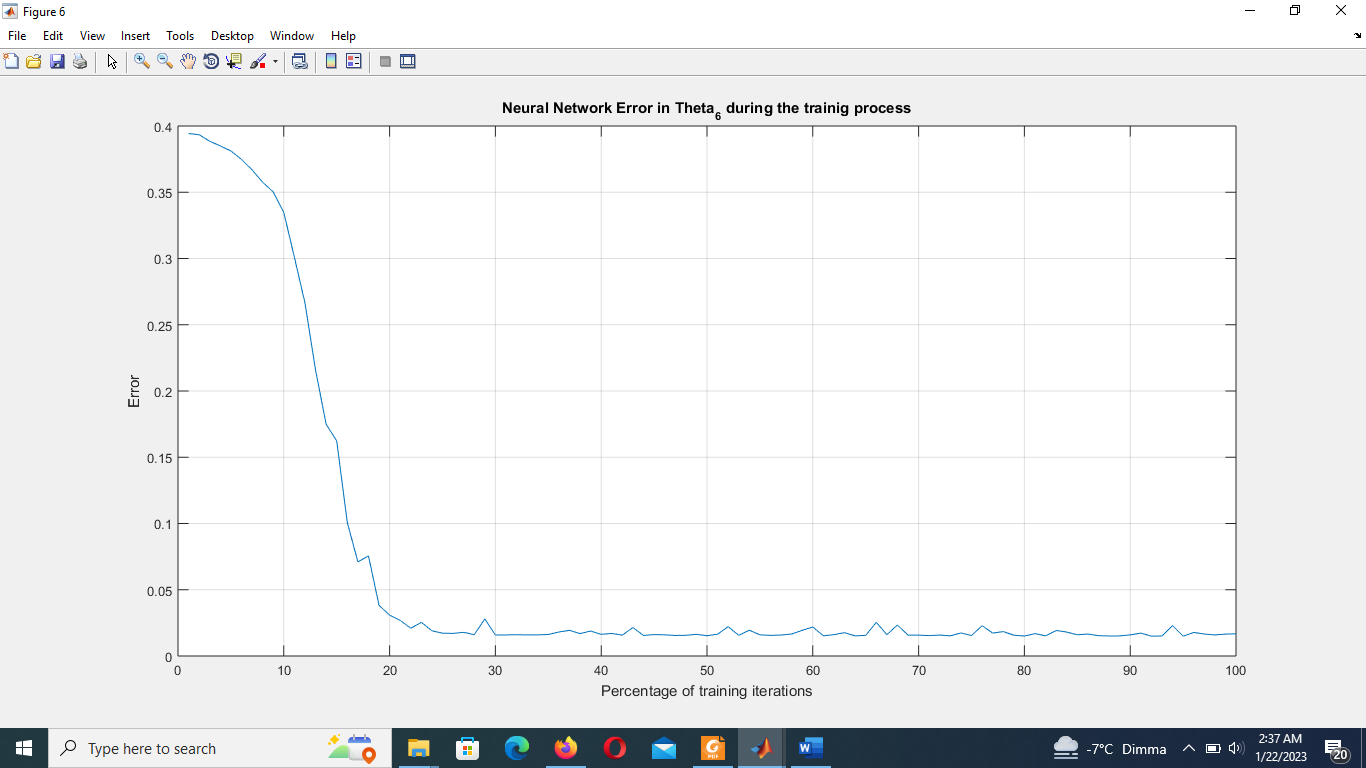 Figure 6
File Edit View Insert Tools Desktop Window Help
Neural Network Error in Theta6 during the trainig process
0.4
0.35
0.3
0.25
0.2
0.15
0.1
0.05
0
Error
0 10 20 30 40 50 60 70 80 90 100
Percentage of training iterations
Type here to search
PDF
-7°C Dimma
2:37 AM
1/22/2023
20